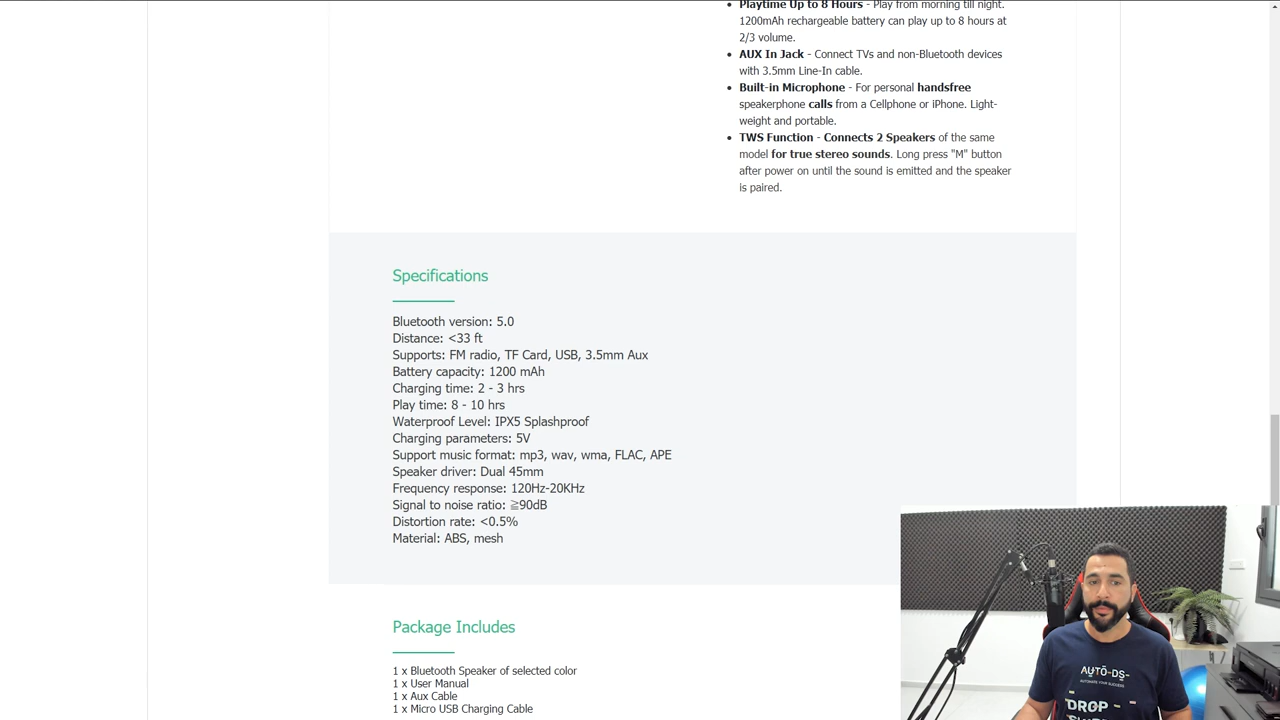 Playtime Up to 8 Hours - Play from morning till night.
1200mAh rechargeable battery can play up to 8 hours at
2/3 volume.
AUX In Jack - Connect TVs and non-Bluetooth devices
with 3.5mm Line-In cable.
Built-in Microphone - For personal handsfree
speakerphone calls from a Cellphone or iPhone. Light-
weight and portable.
TWS Function - Connects 2 Speakers of the same
model for true stereo sounds. Long press "M" button
after power on until the sound is emitted and the speaker
is paired.
Specifications
Bluetooth version: 5.0
Distance: <33 ft
Supports: FM radio, TF Card, USB, 3.5mm Aux
Battery capacity: 1200 mAh
Charging time: 2 - 3 hrs
Play time: 8 - 10 hrs
Waterproof Level: IPX5 Splashproof
Charging parameters: 5V
Support music format: mp3, wav, wma, FLAC, APE
Speaker driver: Dual 45mm
Frequency response: 120Hz-20KHz
Signal to noise ratio: ≧90dB
Distortion rate: <0.5%
Material: ABS, mesh
Package Includes
1 x Bluetooth Speaker of selected color
1 x User Manual
1 x Aux Cable
1 x Micro USB Charging Cable
AUTO-DS
AUTOMATE YOUR SUCCESS
DROP